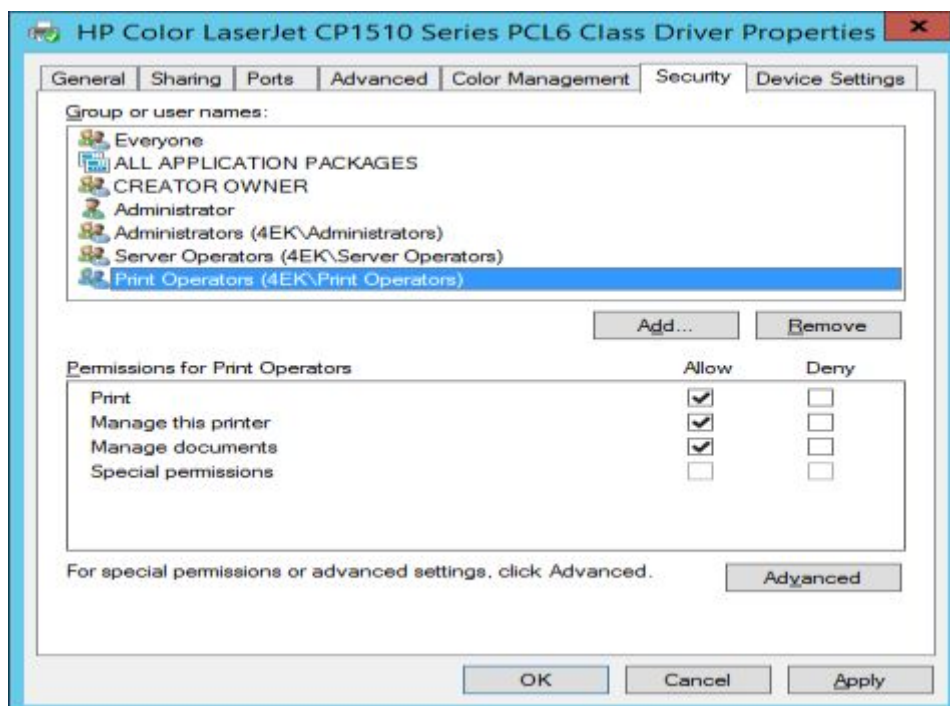 HP Color LaserJet CP1510 Series PCL6 Class Driver Properties
General Sharing Ports Advanced Color Management Security Device Settings
Group or user names:
Everyone
ALL APPLICATION PACKAGES
CREATOR OWNER
Administrator
Administrators (4EK\Administrators)
Server Operators (4EK\Server Operators)
Print Operators (4EK\Print Operators)
Add... Remove
Permissions for Print Operators Allow Deny
Print
Manage this printer
Manage documents
Special permissions
For special permissions or advanced settings, click Advanced.
Advanced
OK Cancel Apply